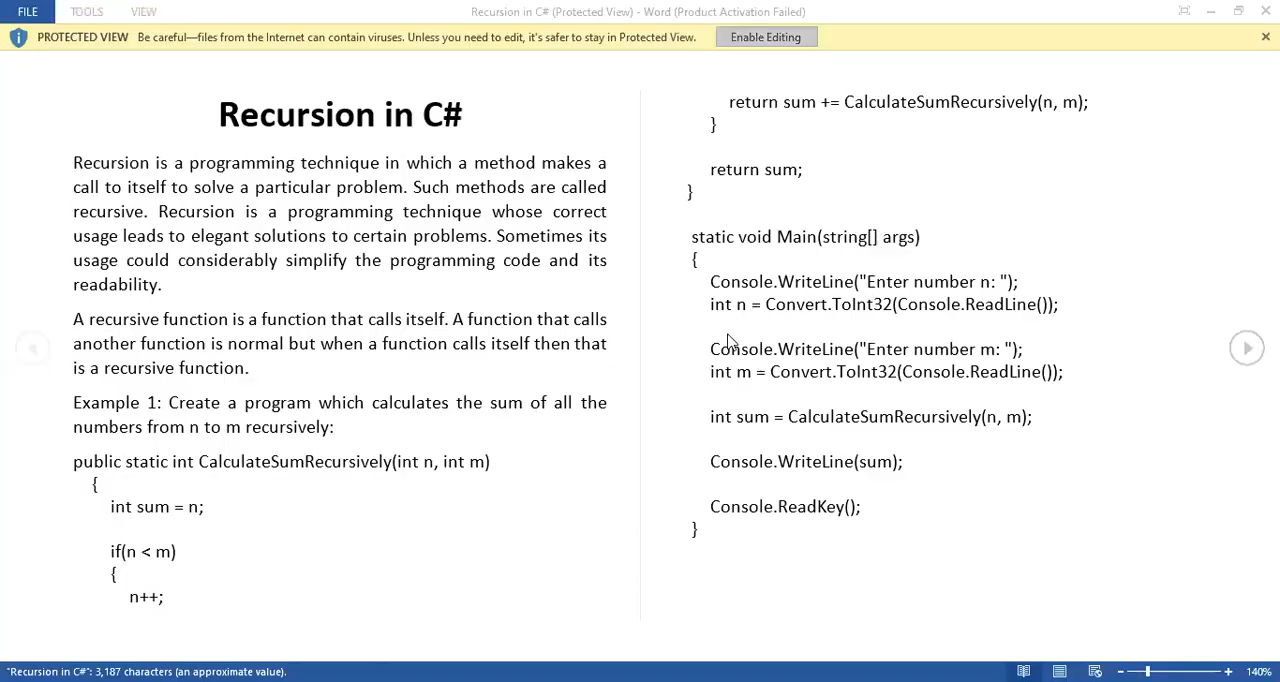 FILE TOOLS VIEW Recursion in C# (Protected View) - Word (Product Activation Failed)
PROTECTED VIEW Be careful—files from the Internet can contain viruses. Unless you need to edit, it's safer to stay in Protected View. Enable Editing
Recursion in C#
Recursion is a programming technique in which a method makes a
call to itself to solve a particular problem. Such methods are called
recursive. Recursion is a programming technique whose correct
usage leads to elegant solutions to certain problems. Sometimes its
usage could considerably simplify the programming code and its
readability.
A recursive function is a function that calls itself. A function that calls
another function is normal but when a function calls itself then that
is a recursive function.
Example 1: Create a program which calculates the sum of all the
numbers from n to m recursively:
public static int CalculateSumRecursively(int n, int m)
{
int sum = n;
if(n < m)
{
n++;
return sum += CalculateSumRecursively(n, m);
}
return sum;
}
static void Main(string[] args)
{
Console.WriteLine("Enter number n: ");
int n = Convert.ToInt32(Console.ReadLine());
Console.WriteLine("Enter number m: ");
int m = Convert.ToInt32(Console.ReadLine());
int sum = CalculateSumRecursively(n, m);
Console.WriteLine(sum);
Console.ReadKey();
}
"Recursion in C#": 3,187 characters (an approximate value). 140%